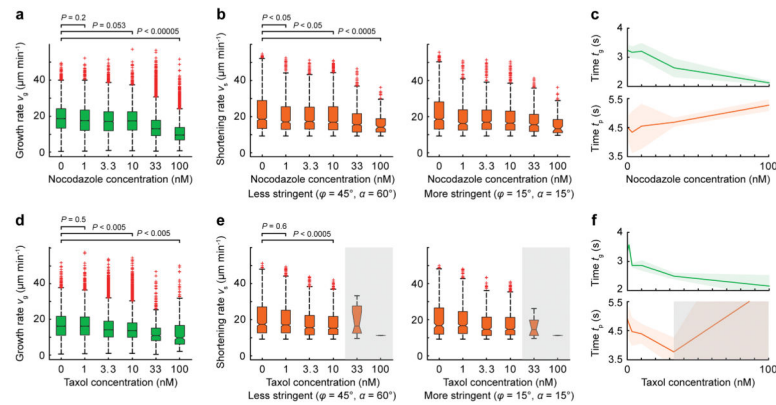 a
P < 0.00005
P = 0.053
P = 0.2
Growth rate vg (µm min⁻¹)
40
20
0
0 1 3.3 10 33 100
Nocodazole concentration (nM)
b
P < 0.0005
P < 0.05
P < 0.05
Shortening rate vs (µm min⁻¹)
40
20
0
0 1 3.3 10 33 100
Nocodazole concentration (nM)
Less stringent (φ = 45°, α = 60°)
40
20
0
0 1 3.3 10 33 100
Nocodazole concentration (nM)
More stringent (φ = 15°, α = 15°)
c
Time tg (s)
4
3
2
Time tp (s)
5.5
4.5
3.5
0 100
Nocodazole concentration (nM)
d
P < 0.005
P < 0.005
P = 0.5
Growth rate vg (µm min⁻¹)
40
20
0
0 1 3.3 10 33 100
Taxol concentration (nM)
e
P < 0.0005
P = 0.6
Shortening rate vs (µm min⁻¹)
40
20
0
0 1 3.3 10 33 100
Taxol concentration (nM)
Less stringent (φ = 45°, α = 60°)
40
20
0
0 1 3.3 10 33 100
Taxol concentration (nM)
More stringent (φ = 15°, α = 15°)
f
Time tg (s)
4
3
2
Time tp (s)
5.5
4.5
3.5
0 100
Taxol concentration (nM)